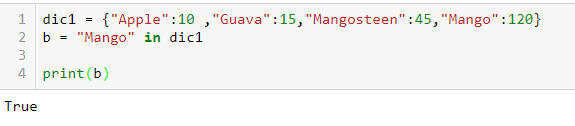 1 dic1 = {"Apple":10 ,"Guava":15,"Mangosteen":45,"Mango":120}
2 b = "Mango" in dic1
3
4 print(b)
True